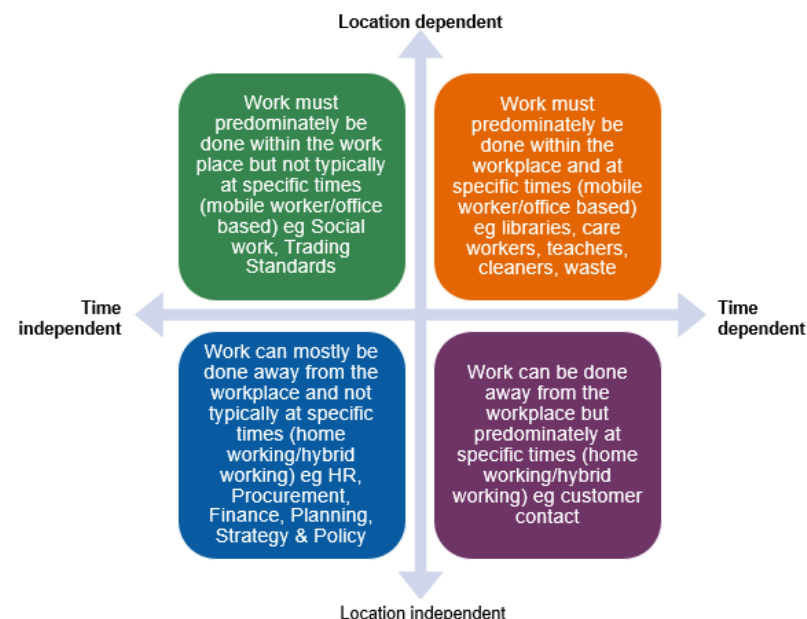 Location dependent
Work must
predominately be
done within the work
place but not typically
at specific times
(mobile worker/office
based) eg Social
work, Trading
Standards
Work must
predominately be
done within the
workplace and at
specific times (mobile
worker/office based)
eg libraries, care
workers, teachers,
cleaners, waste
Time
independent
Time
dependent
Work can mostly be
done away from the
workplace and not
typically at specific
times (home
working/hybrid
working) eg HR,
Procurement,
Finance, Planning,
Strategy & Policy
Work can be done
away from the
workplace but
predominately at
specific times (home
working/hybrid
working) eg customer
contact
Location independent